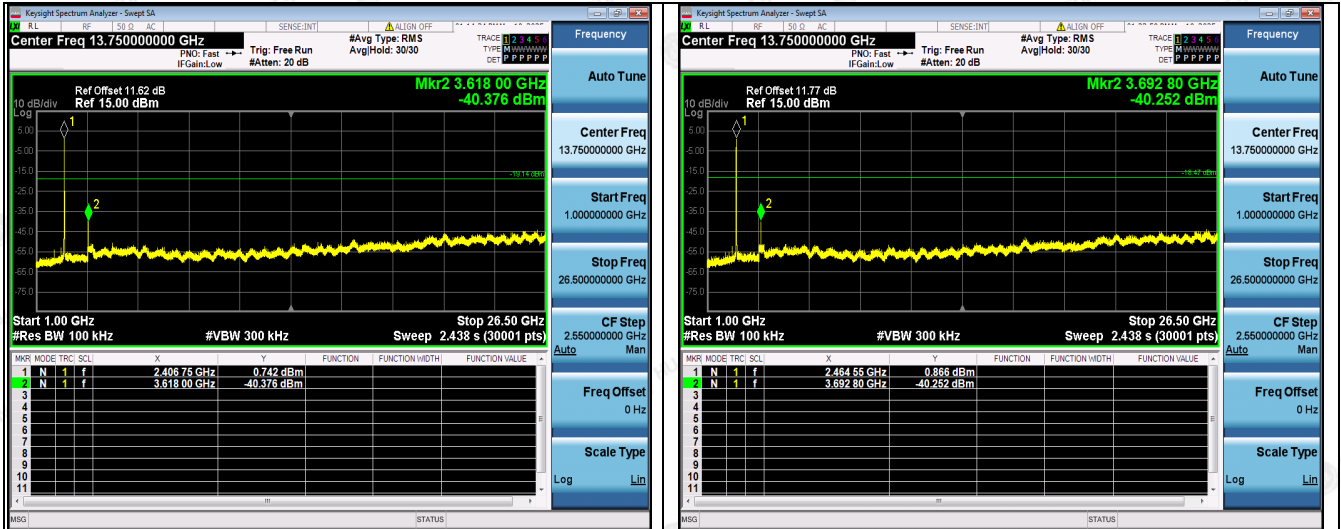 Keysight Spectrum Analyzer - Swept SA
RL RF 50 Ω AC SENSE:INT ALIGN OFF
Center Freq 13.750000000 GHz
PNO: Fast
IFGain:Low
Trig: Free Run
#Atten: 20 dB
#Avg Type: RMS
Avg|Hold: 30/30
TRACE 1 2 3 4 5 6
TYPE M W W W W W
DET P P P P P P
Mkr2 3.618 00 GHz
-40.376 dBm
Ref Offset 11.62 dB
10 dB/div Ref 15.00 dBm
Log
1
5.00
-5.00
-15.0
-19.14 dBm
-25.0
2
-35.0
-45.0
-55.0
-65.0
-75.0
Start 1.00 GHz Stop 26.50 GHz
#Res BW 100 kHz #VBW 300 kHz Sweep 2.438 s (30001 pts)
MKR MODE TRC SCL X Y FUNCTION FUNCTION WIDTH FUNCTION VALUE
1 N 1 f 2.406 75 GHz 0.742 dBm
2 N 1 f 3.618 00 GHz -40.376 dBm
3
4
5
6
7
8
9
10
11
MSG STATUS
Frequency
Auto Tune
Center Freq
13.750000000 GHz
Start Freq
1.000000000 GHz
Stop Freq
26.500000000 GHz
CF Step
2.550000000 GHz
Auto Man
Freq Offset
0 Hz
Scale Type
Log Lin
Keysight Spectrum Analyzer - Swept SA
RL RF 50 Ω AC SENSE:INT ALIGN OFF
Center Freq 13.750000000 GHz
PNO: Fast
IFGain:Low
Trig: Free Run
#Atten: 20 dB
#Avg Type: RMS
Avg|Hold: 30/30
TRACE 1 2 3 4 5 6
TYPE M W W W W W
DET P P P P P P
Mkr2 3.692 80 GHz
-40.252 dBm
Ref Offset 11.77 dB
10 dB/div Ref 15.00 dBm
Log
1
5.00
-5.00
-15.0
-18.47 dBm
-25.0
2
-35.0
-45.0
-55.0
-65.0
-75.0
Start 1.00 GHz Stop 26.50 GHz
#Res BW 100 kHz #VBW 300 kHz Sweep 2.438 s (30001 pts)
MKR MODE TRC SCL X Y FUNCTION FUNCTION WIDTH FUNCTION VALUE
1 N 1 f 2.464 55 GHz 0.866 dBm
2 N 1 f 3.692 80 GHz -40.252 dBm
3
4
5
6
7
8
9
10
11
MSG STATUS
Frequency
Auto Tune
Center Freq
13.750000000 GHz
Start Freq
1.000000000 GHz
Stop Freq
26.500000000 GHz
CF Step
2.550000000 GHz
Auto Man
Freq Offset
0 Hz
Scale Type
Log Lin